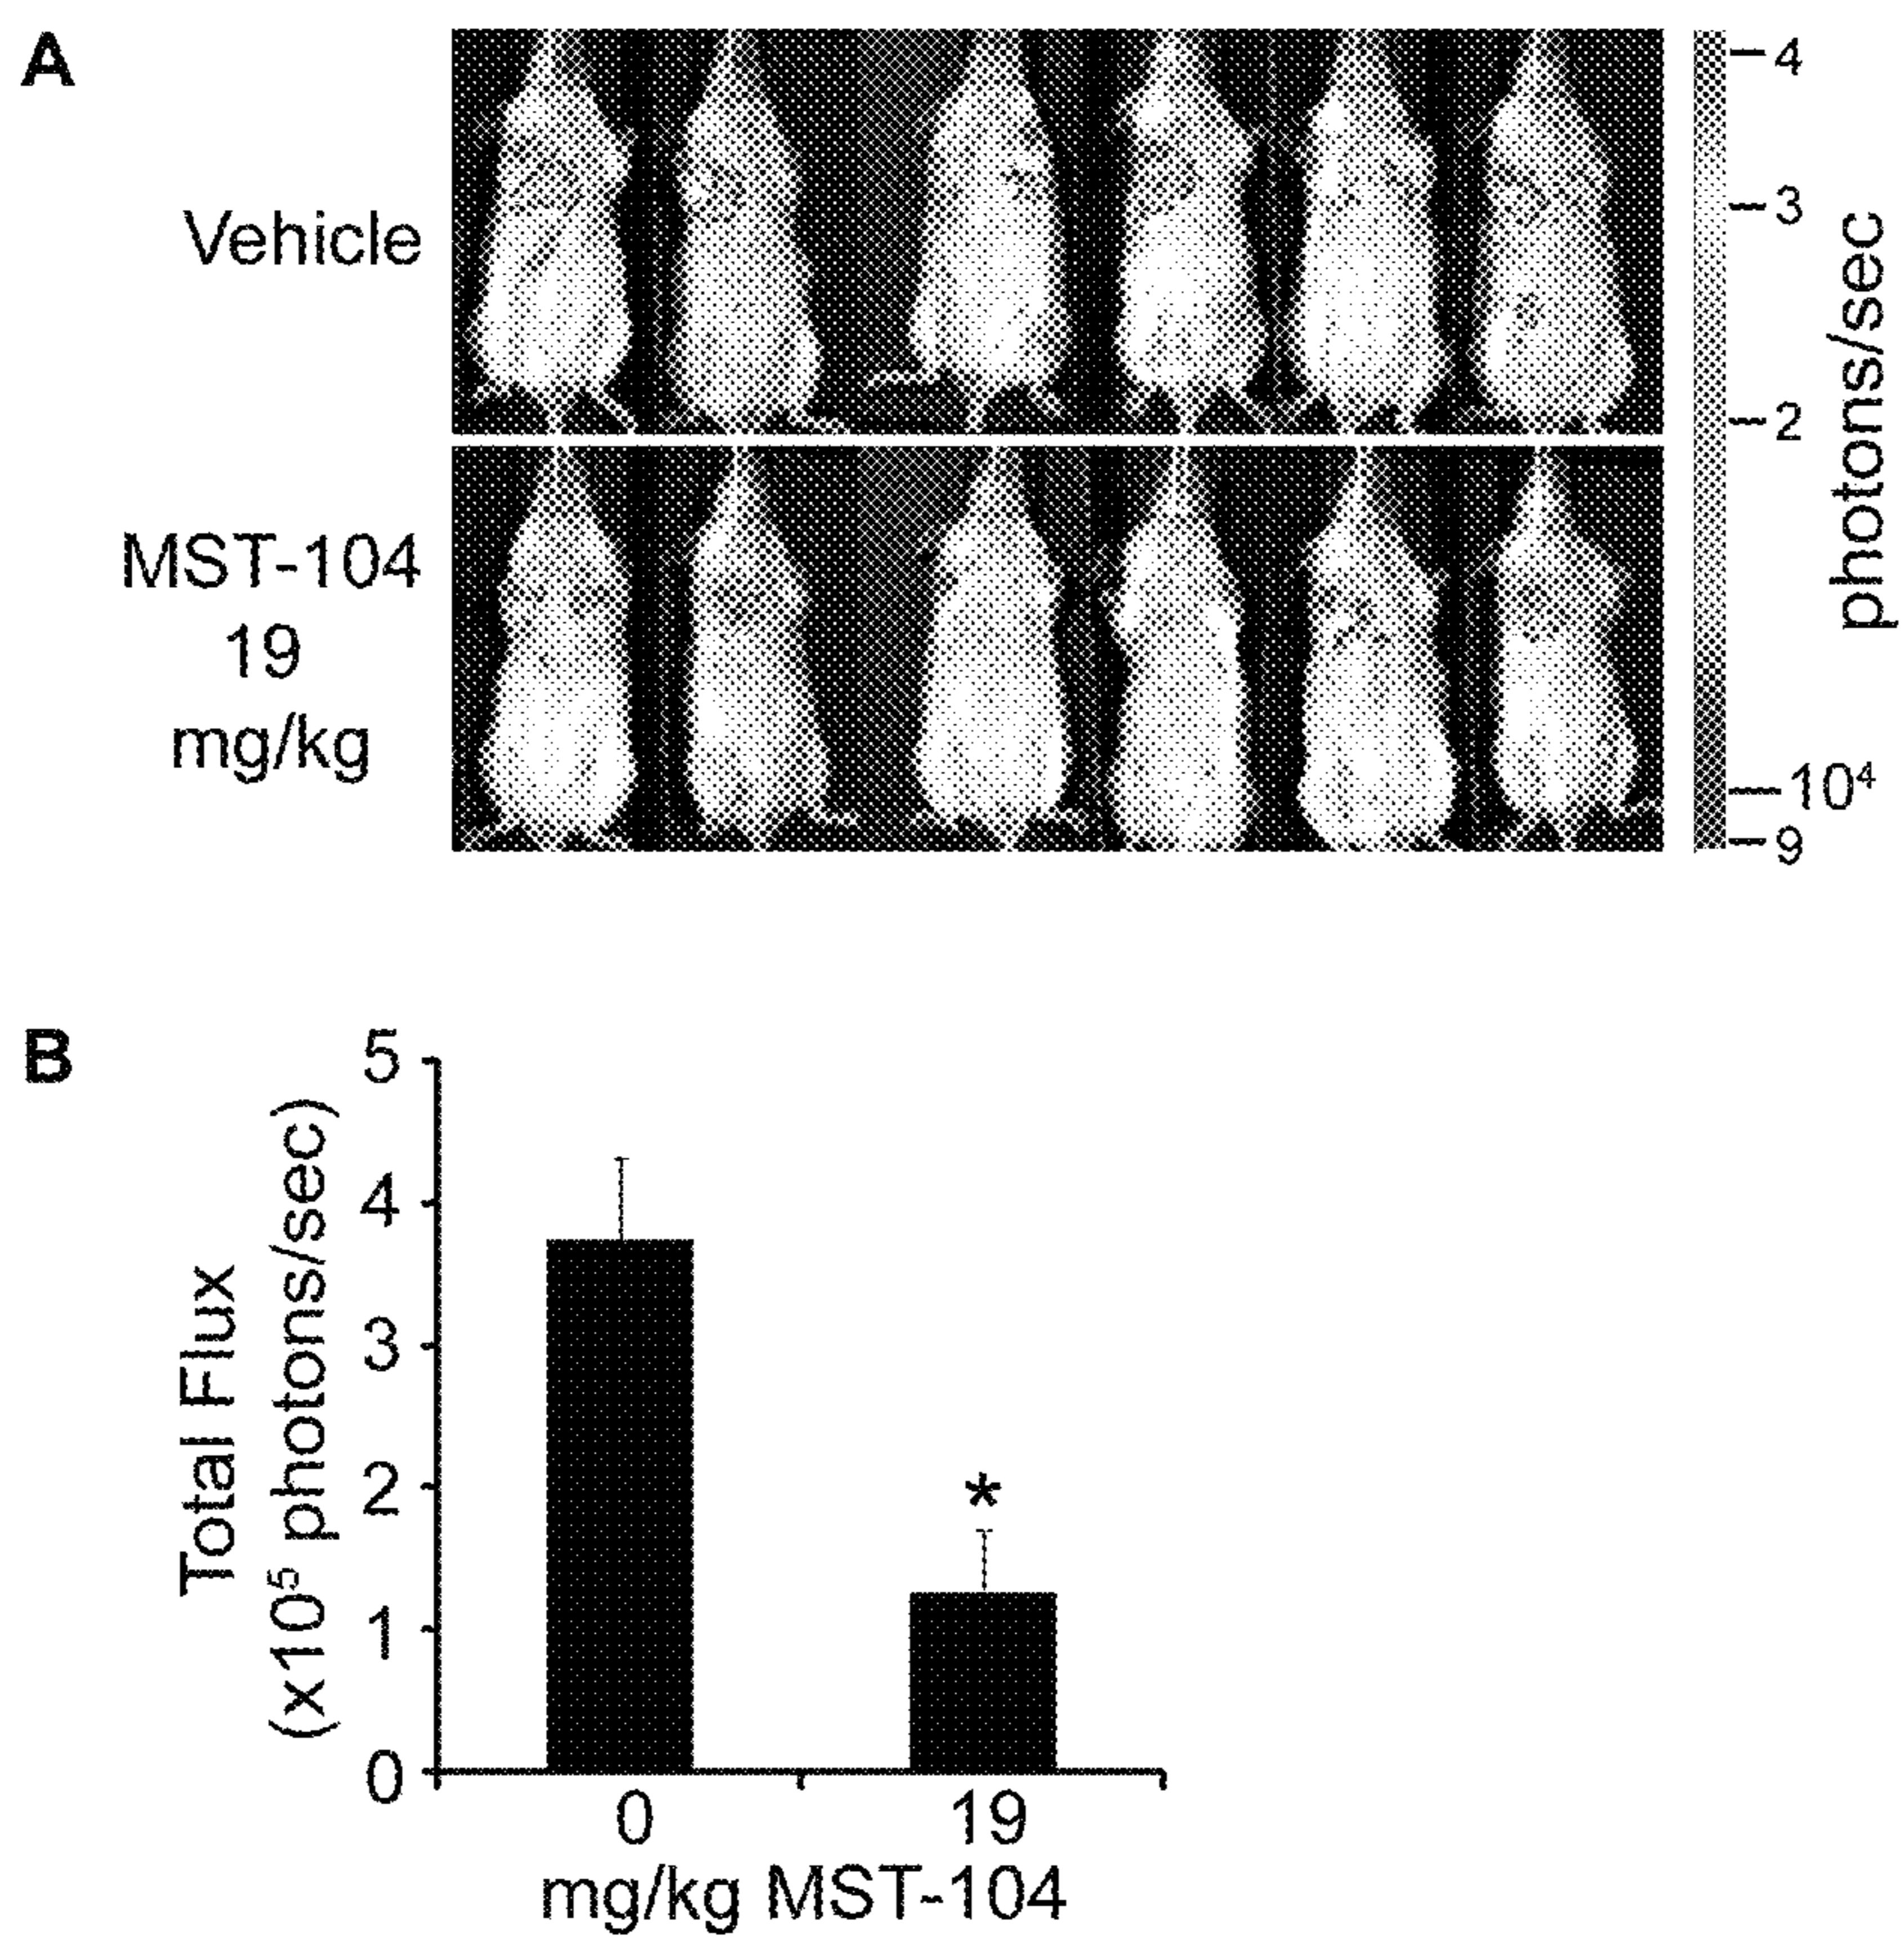 A
Vehicle
MST-104
19
mg/kg
4
3
2
10⁴
9
photons/sec
B
Total Flux
(x10⁵ photons/sec)
5
4
3
2
1
0
*
0
19
mg/kg MST-104